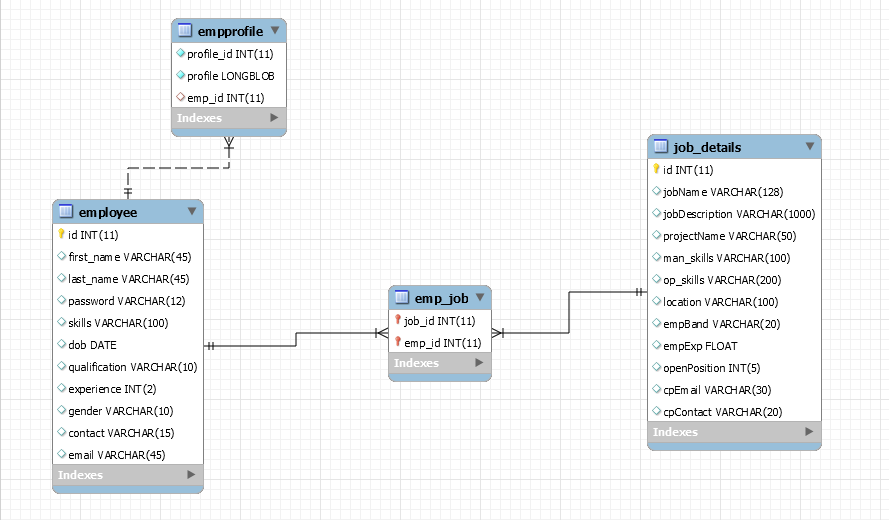 empprofile
profile_id INT(11)
profile LONGBLOB
emp_id INT(11)
Indexes
employee
id INT(11)
first_name VARCHAR(45)
last_name VARCHAR(45)
password VARCHAR(12)
skills VARCHAR(100)
dob DATE
qualification VARCHAR(10)
experience INT(2)
gender VARCHAR(10)
contact VARCHAR(15)
email VARCHAR(45)
Indexes
emp_job
job_id INT(11)
emp_id INT(11)
Indexes
job_details
id INT(11)
jobName VARCHAR(128)
jobDescription VARCHAR(1000)
projectName VARCHAR(50)
man_skills VARCHAR(100)
op_skills VARCHAR(200)
location VARCHAR(100)
empBand VARCHAR(20)
empExp FLOAT
openPosition INT(5)
cpEmail VARCHAR(30)
cpContact VARCHAR(20)
Indexes